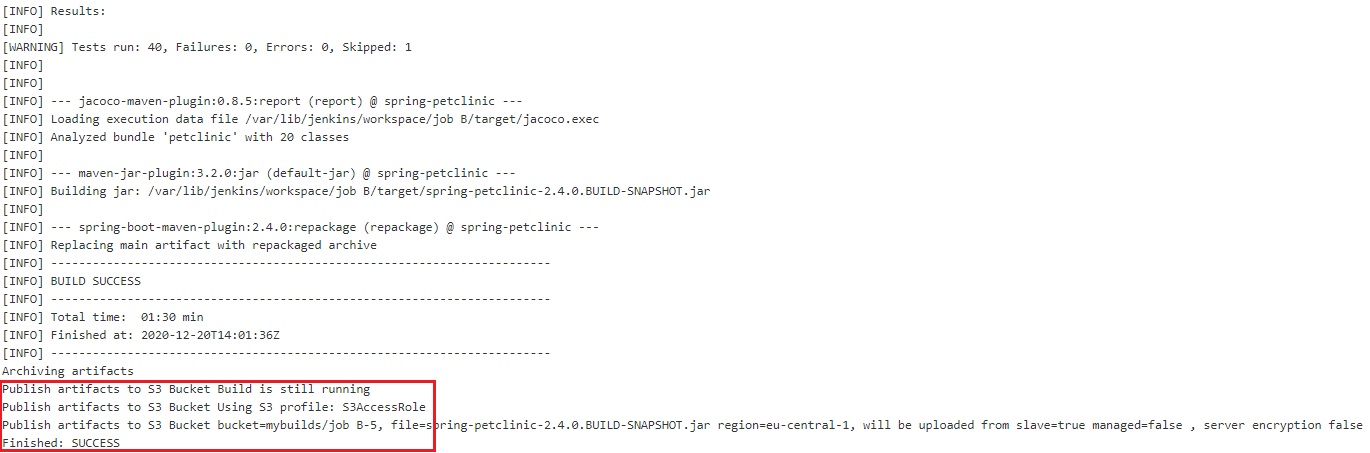 [INFO] Results:
[INFO]
[WARNING] Tests run: 40, Failures: 0, Errors: 0, Skipped: 1
[INFO]
[INFO]
[INFO] --- jacoco-maven-plugin:0.8.5:report (report) @ spring-petclinic ---
[INFO] Loading execution data file /var/lib/jenkins/workspace/job B/target/jacoco.exec
[INFO] Analyzed bundle 'petclinic' with 20 classes
[INFO]
[INFO] --- maven-jar-plugin:3.2.0:jar (default-jar) @ spring-petclinic ---
[INFO] Building jar: /var/lib/jenkins/workspace/job B/target/spring-petclinic-2.4.0.BUILD-SNAPSHOT.jar
[INFO]
[INFO] --- spring-boot-maven-plugin:2.4.0:repackage (repackage) @ spring-petclinic ---
[INFO] Replacing main artifact with repackaged archive
[INFO] ------------------------------------------------------------------------
[INFO] BUILD SUCCESS
[INFO] ------------------------------------------------------------------------
[INFO] Total time:  01:30 min
[INFO] Finished at: 2020-12-20T14:01:36Z
[INFO] ------------------------------------------------------------------------
Archiving artifacts
Publish artifacts to S3 Bucket Build is still running
Publish artifacts to S3 Bucket Using S3 profile: S3AccessRole
Publish artifacts to S3 Bucket bucket=mybuilds/job B-5, file=spring-petclinic-2.4.0.BUILD-SNAPSHOT.jar region=eu-central-1, will be uploaded from slave=true managed=false , server encryption false
Finished: SUCCESS